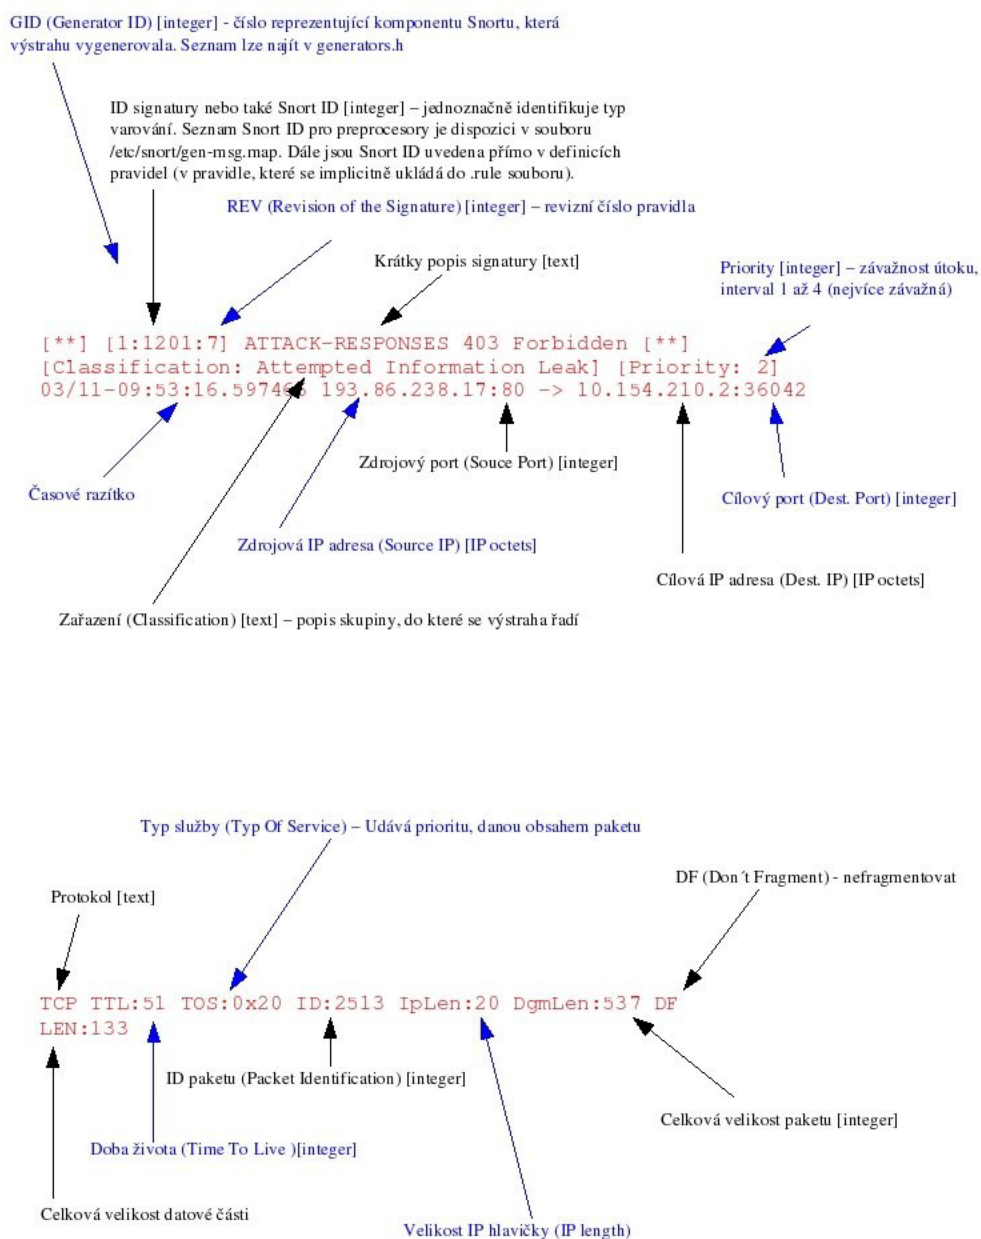 GID (Generator ID) [integer] - číslo reprezentující komponentu Snortu, která
výstrahu vygenerovala. Seznam lze najít v generators.h
ID signatury nebo také Snort ID [integer] – jednoznačně identifikuje typ
varování. Seznam Snort ID pro preprocesory je dispozici v souboru
/etc/snort/gen-msg.map. Dále jsou Snort ID uvedena přímo v definicích
pravidel (v pravidle, které se implicitně ukládá do .rule souboru).
REV (Revision of the Signature) [integer] – revizní číslo pravidla
Krátky popis signatury [text]
Priority [integer] – závažnost útoku,
interval 1 až 4 (nejvíce závažná)
[**] [1:1201:7] ATTACK-RESPONSES 403 Forbidden [**]
[Classification: Attempted Information Leak] [Priority: 2]
03/11-09:53:16.597466 193.86.238.17:80 -> 10.154.210.2:36042
Zdrojový port (Souce Port) [integer]
Časové razítko
Cílový port (Dest. Port) [integer]
Zdrojová IP adresa (Source IP) [IP octets]
Cílová IP adresa (Dest. IP) [IP octets]
Zařazení (Classification) [text] – popis skupiny, do které se výstraha řadí
Typ služby (Typ Of Service) – Udává prioritu, danou obsahem paketu
DF (Don´t Fragment) - nefragmentovat
Protokol [text]
TCP TTL:51 TOS:0x20 ID:2513 IpLen:20 DgmLen:537 DF
LEN:133
ID paketu (Packet Identification) [integer]
Celková velikost paketu [integer]
Doba života (Time To Live )[integer]
Celková velikost datové části
Velikost IP hlavičky (IP length)